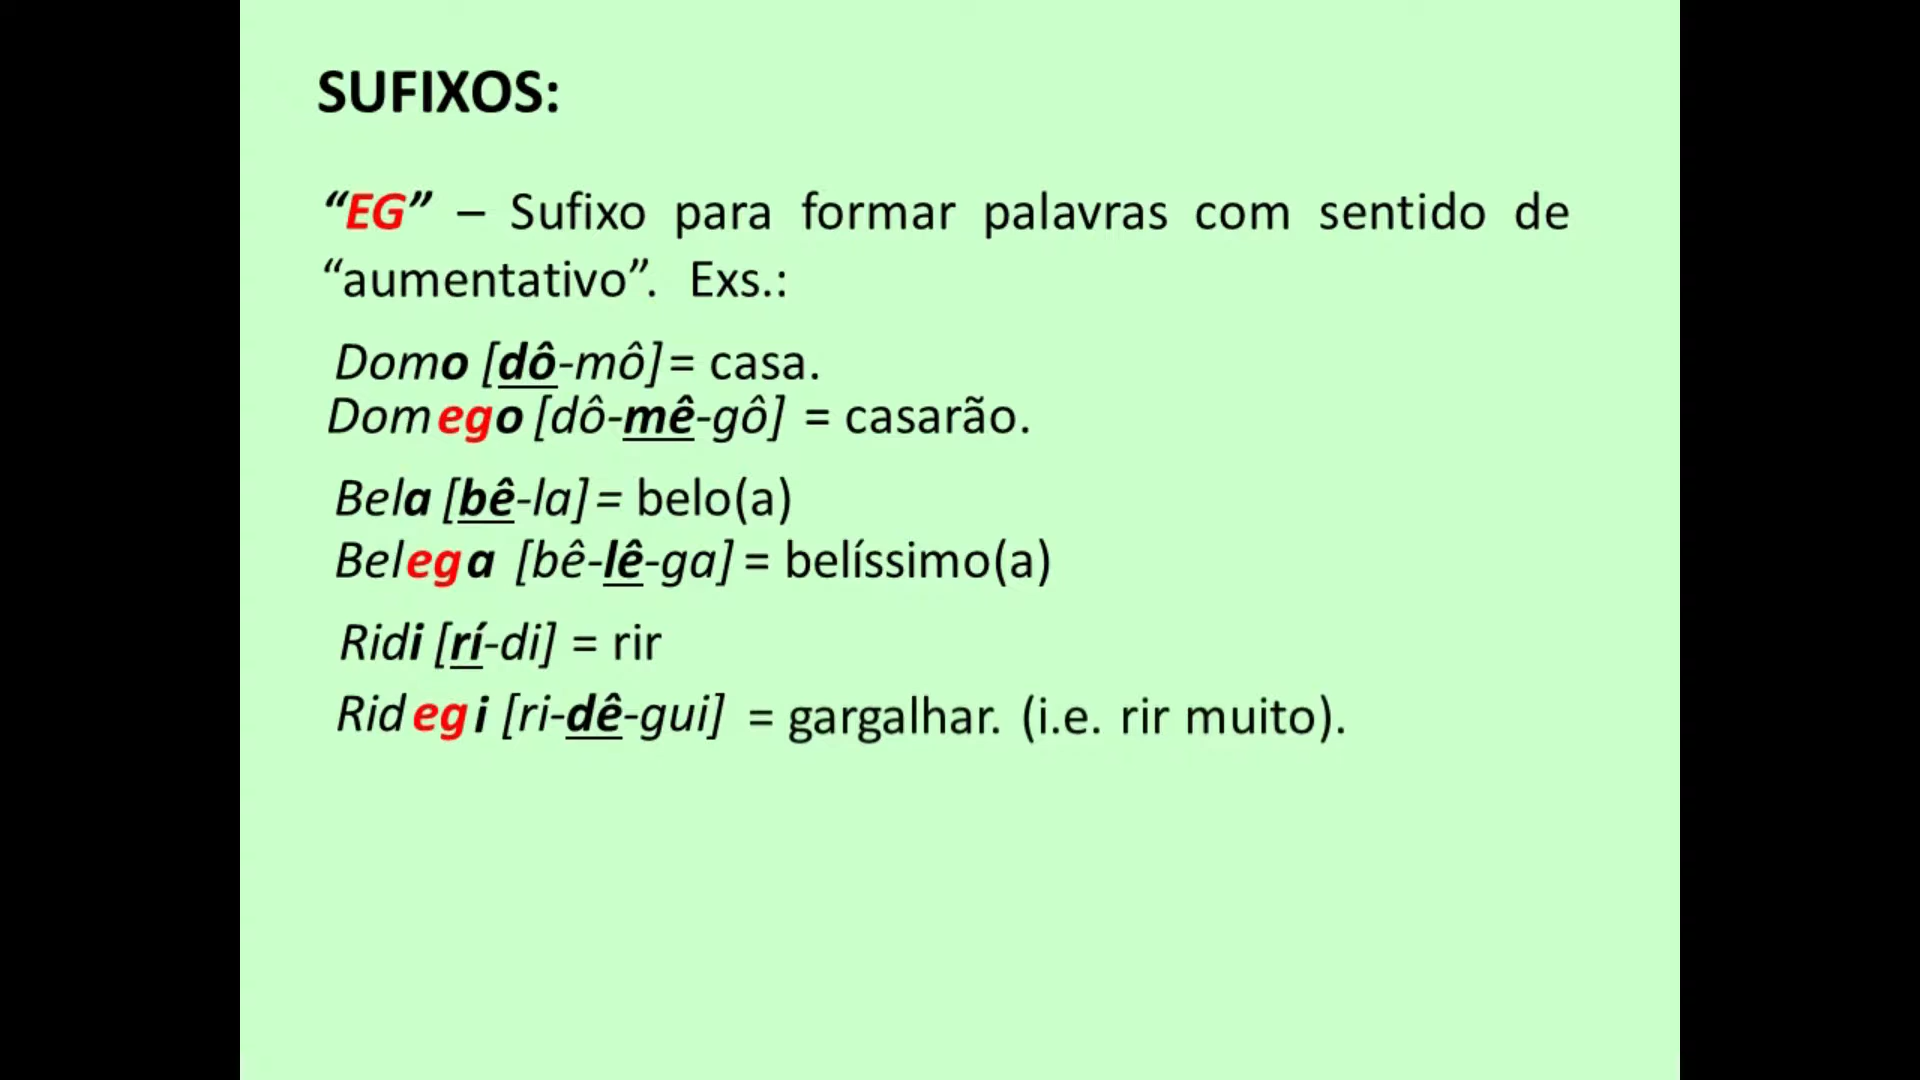 SUFIXOS:
“EG” – Sufixo para formar palavras com sentido de
“aumentativo”. Exs.:
Domo [dô-mô] = casa.
Domego [dô-mê-gô] = casarão.
Bela [bê-la] = belo(a)
Belega [bê-lê-ga] = belíssimo(a)
Ridi [rí-di] = rir
Ridegi [ri-dê-gui] = gargalhar. (i.e. rir muito).